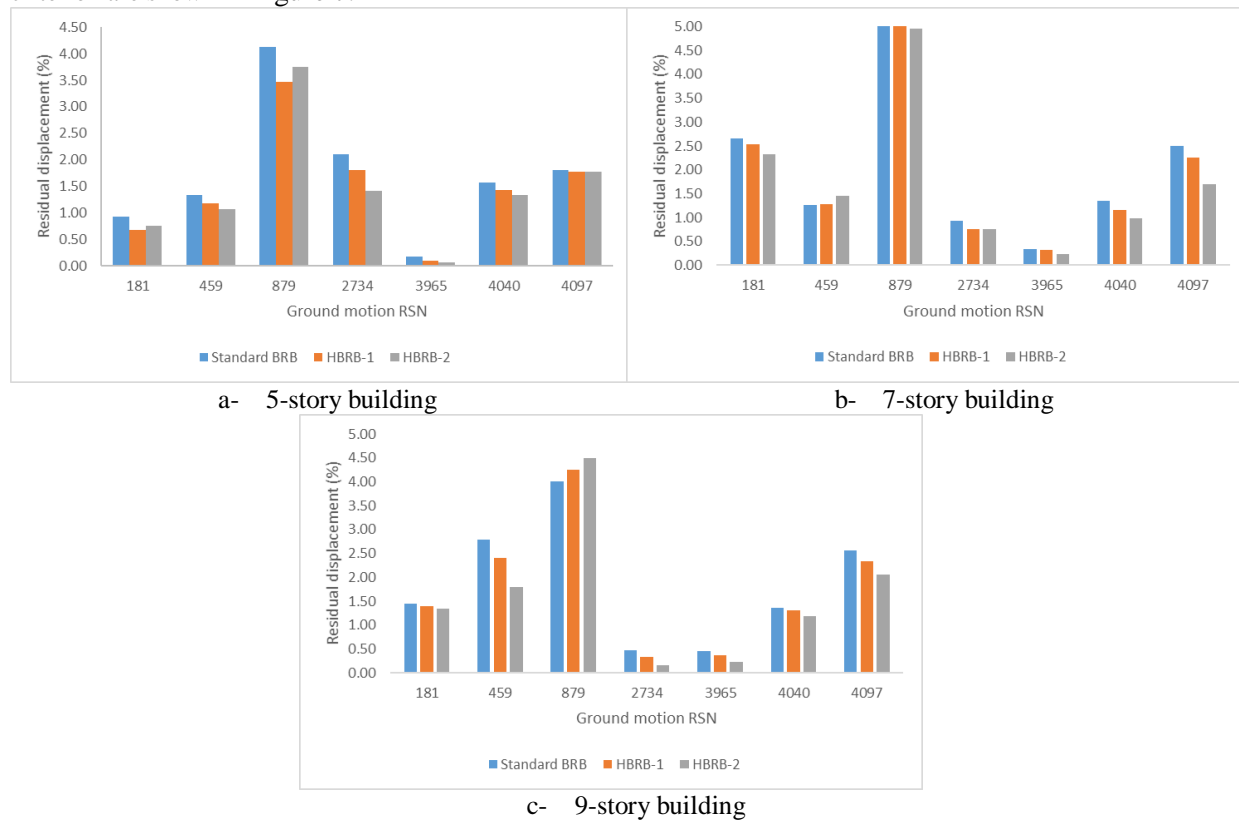 4.50
4.00
3.50
3.00
2.50
2.00
1.50
1.00
0.50
0.00
Residual displacement (%)
181 459 879 2734 3965 4040 4097
Ground motion RSN
Standard BRB HBRB-1 HBRB-2
a- 5-story building
5.00
4.50
4.00
3.50
3.00
2.50
2.00
1.50
1.00
0.50
0.00
Residual displacement (%)
181 459 879 2734 3965 4040 4097
Ground motion RSN
Standard BRB HBRB-1 HBRB-2
b- 7-story building
5.00
4.50
4.00
3.50
3.00
2.50
2.00
1.50
1.00
0.50
0.00
Residual displacement (%)
181 459 879 2734 3965 4040 4097
Ground motion RSN
Standard BRB HBRB-1 HBRB-2
c- 9-story building